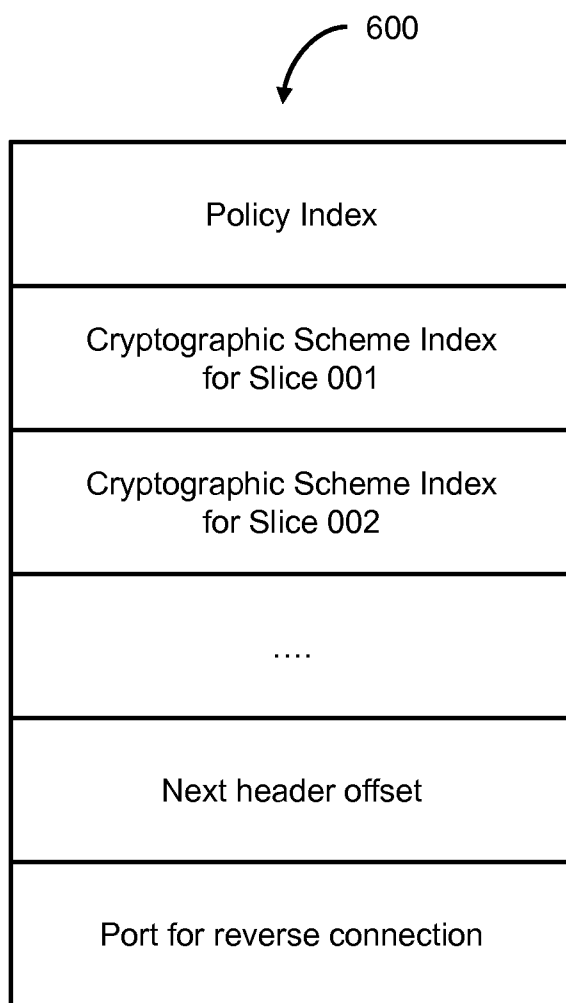 600
Policy Index
Cryptographic Scheme Index
for Slice 001
Cryptographic Scheme Index
for Slice 002
....
Next header offset
Port for reverse connection